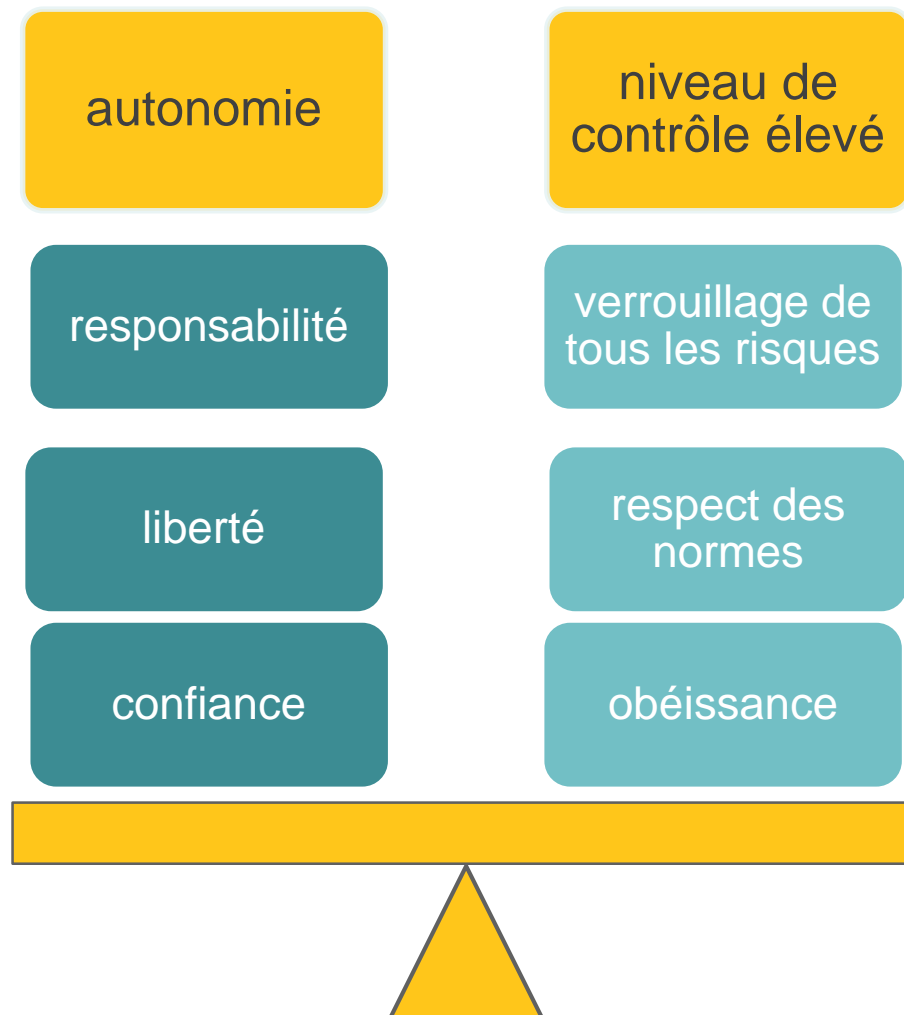 autonomie
niveau de
contrôle élevé
responsabilité
verrouillage de
tous les risques
liberté
respect des
normes
confiance
obéissance